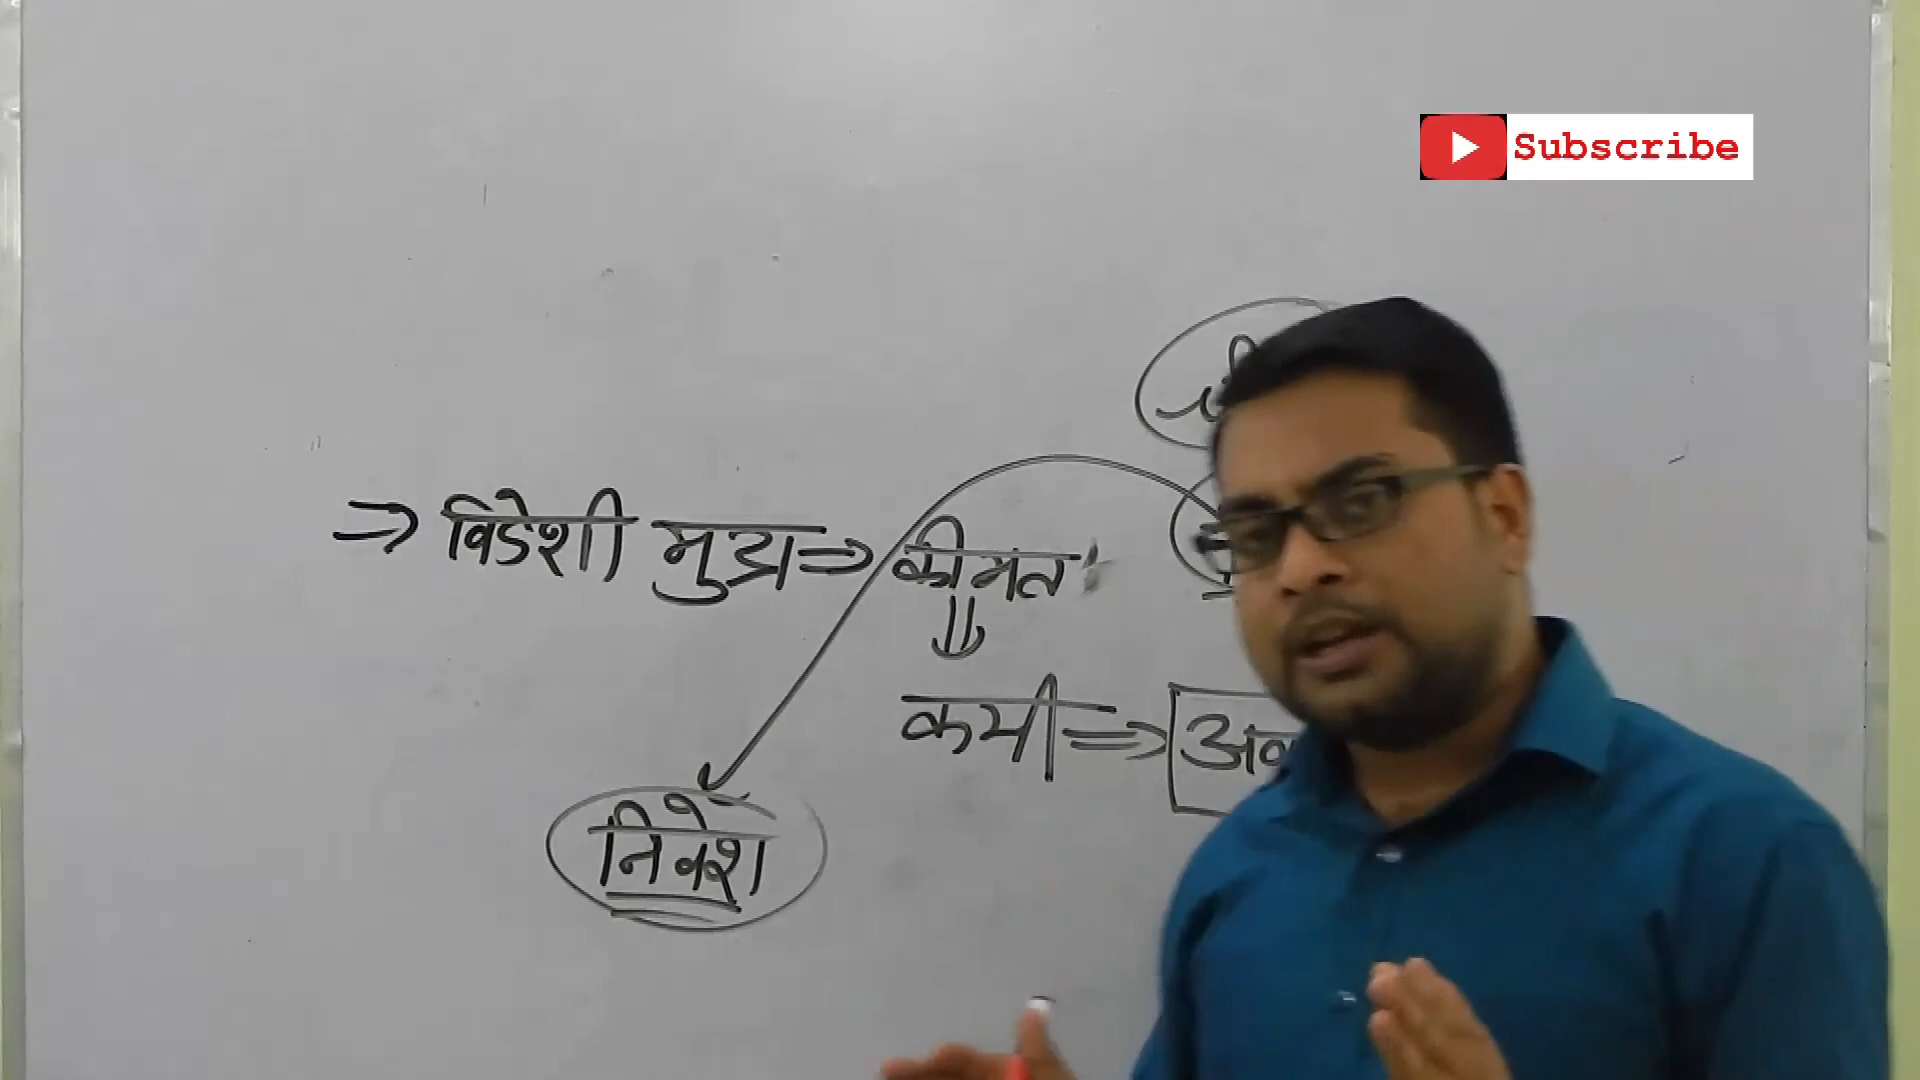 Subscribe
⇒ विदेशी मुद्रा ⇒ कीमत
कमी ⇒
निवेश